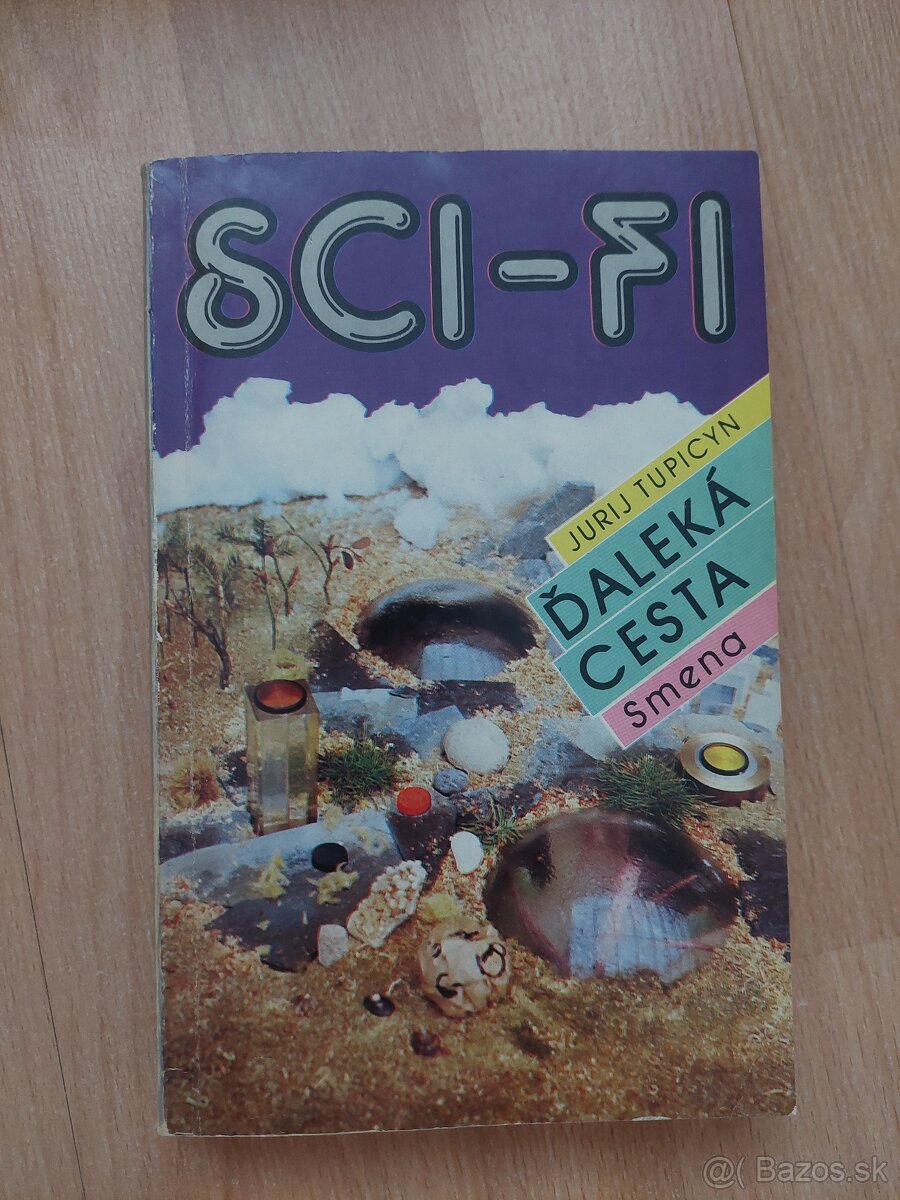 SCI-FI
JURIJ TUPICYN
ĎALEKÁ
CESTA
Smena
@( Bazos.sk